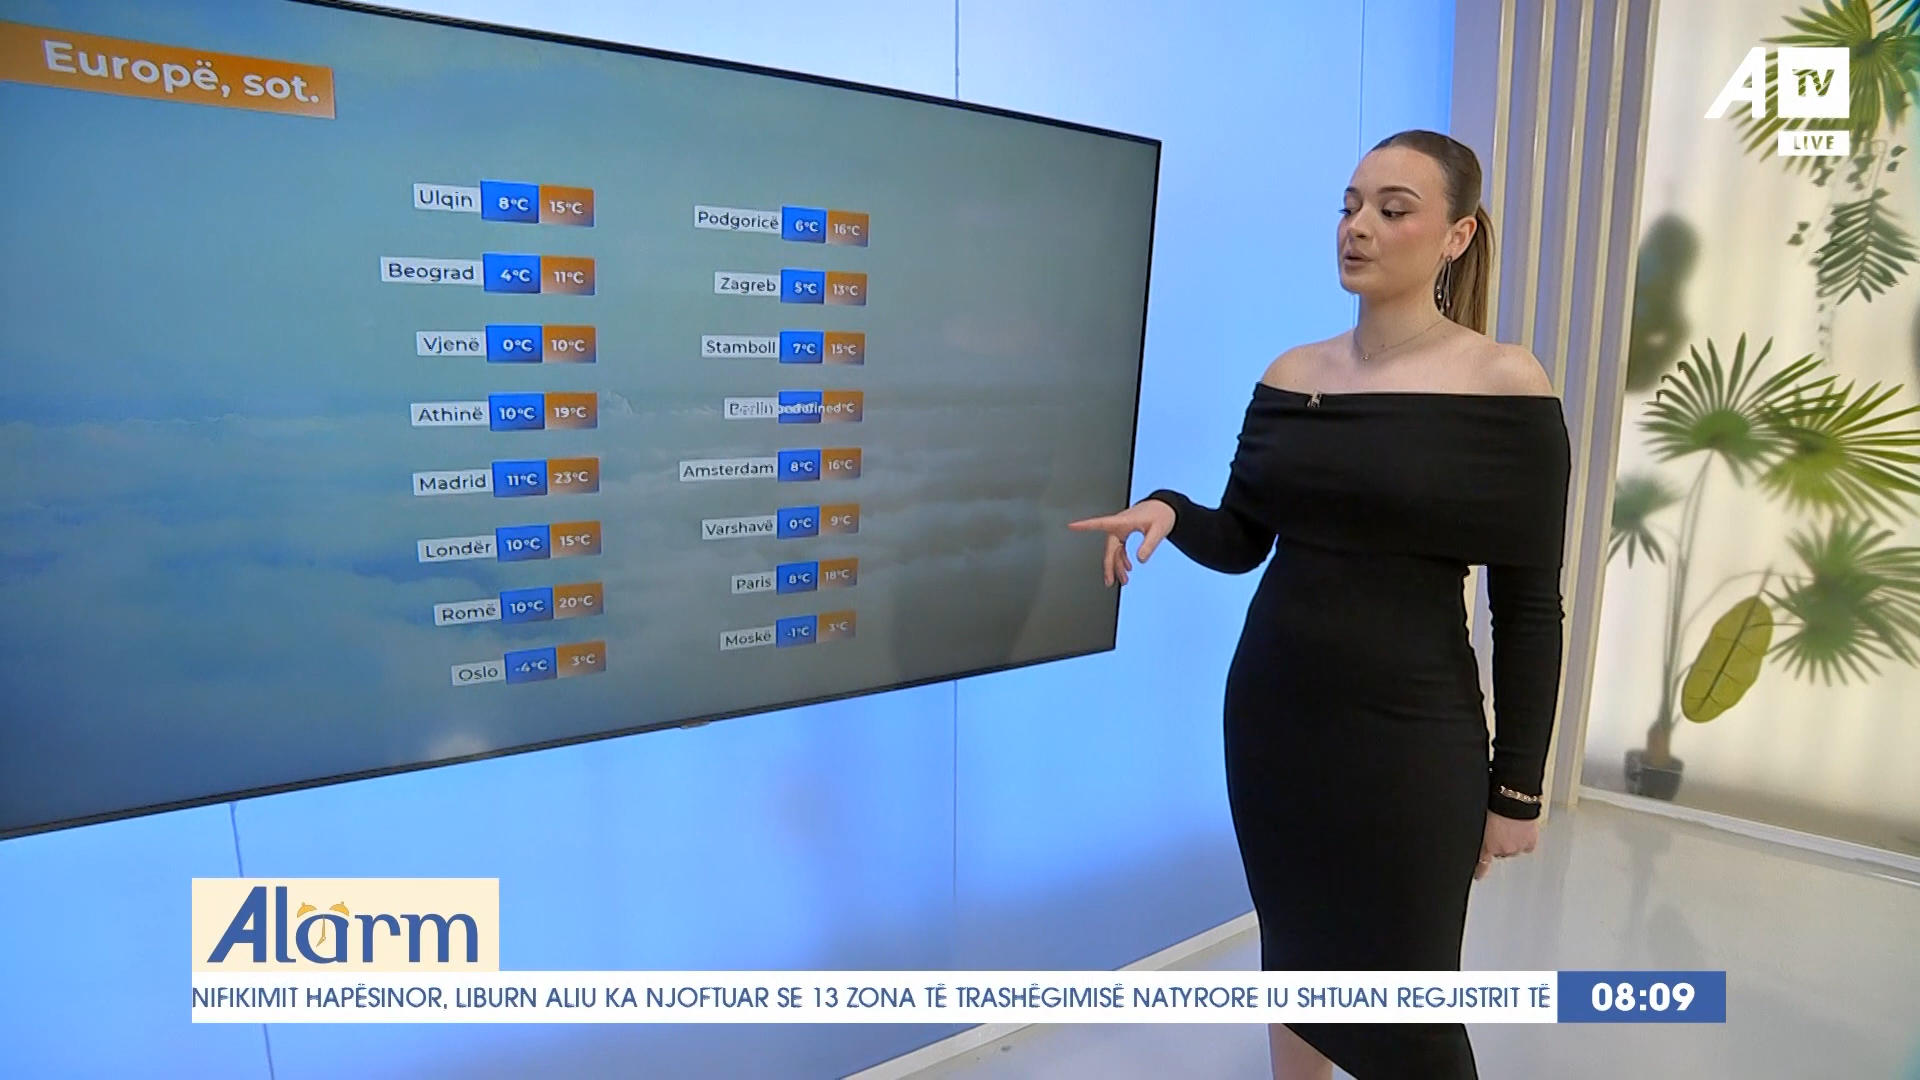 Europë, sot.
A TV
LIVE
Ulqin 8°C 15°C
Beograd 4°C 11°C
Vjenë 0°C 10°C
Athinë 10°C 19°C
Madrid 11°C 23°C
Londër 10°C 15°C
Romë 10°C 20°C
Oslo -4°C 3°C
Podgoricë 6°C 16°C
Zagreb 5°C 13°C
Stamboll 7°C 15°C
Berlin
Amsterdam 8°C 16°C
Varshavë 0°C 9°C
Paris 8°C 18°C
Moskë -1°C 3°C
Alarm
NIFIKIMIT HAPËSINOR, LIBURN ALIU KA NJOFTUAR SE 13 ZONA TË TRASHËGIMISË NATYRORE IU SHTUAN REGJISTRIT TË
08:09